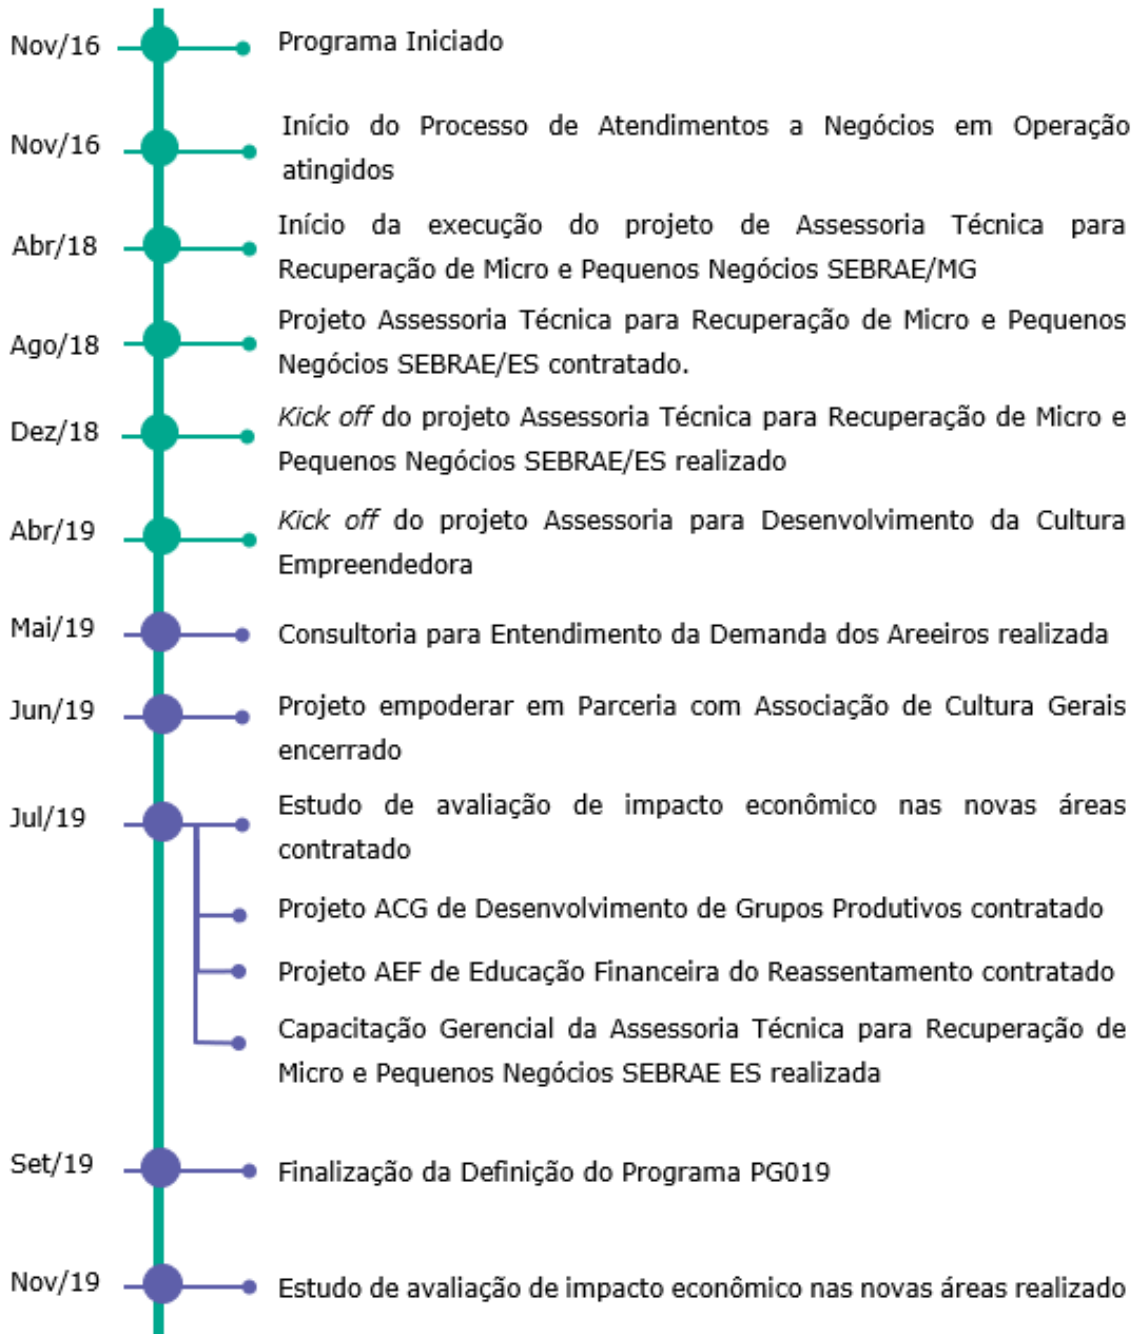 Nov/16
Programa Iniciado
Nov/16
Início do Processo de Atendimentos a Negócios em Operação
atingidos
Abr/18
Início da execução do projeto de Assessoria Técnica para
Recuperação de Micro e Pequenos Negócios SEBRAE/MG
Ago/18
Projeto Assessoria Técnica para Recuperação de Micro e Pequenos
Negócios SEBRAE/ES contratado.
Dez/18
Kick off do projeto Assessoria Técnica para Recuperação de Micro e
Pequenos Negócios SEBRAE/ES realizado
Abr/19
Kick off do projeto Assessoria para Desenvolvimento da Cultura
Empreendedora
Mai/19
Consultoria para Entendimento da Demanda dos Areeiros realizada
Jun/19
Projeto empoderar em Parceria com Associação de Cultura Gerais
encerrado
Jul/19
Estudo de avaliação de impacto econômico nas novas áreas
contratado
Projeto ACG de Desenvolvimento de Grupos Produtivos contratado
Projeto AEF de Educação Financeira do Reassentamento contratado
Capacitação Gerencial da Assessoria Técnica para Recuperação de
Micro e Pequenos Negócios SEBRAE ES realizada
Set/19
Finalização da Definição do Programa PG019
Nov/19
Estudo de avaliação de impacto econômico nas novas áreas realizado